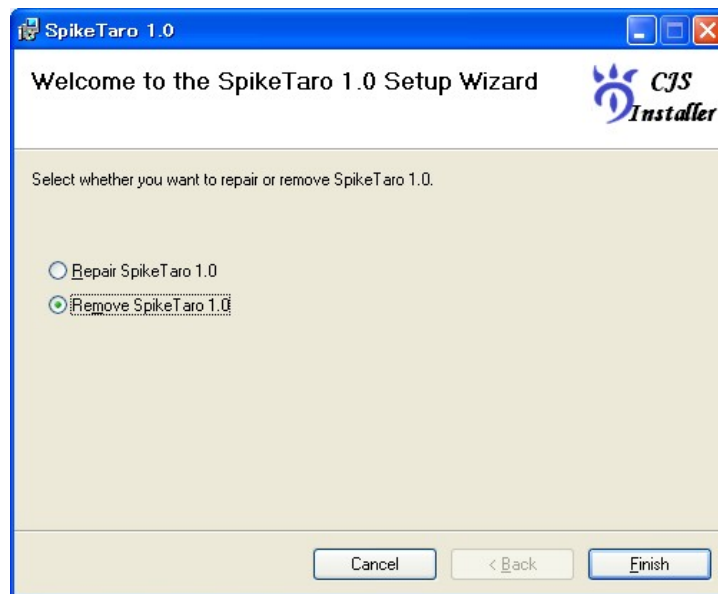 SpikeTaro 1.0
Welcome to the SpikeTaro 1.0 Setup Wizard
CJS
Installer
Select whether you want to repair or remove SpikeTaro 1.0.
Repair SpikeTaro 1.0
Remove SpikeTaro 1.0
Cancel
< Back
Finish